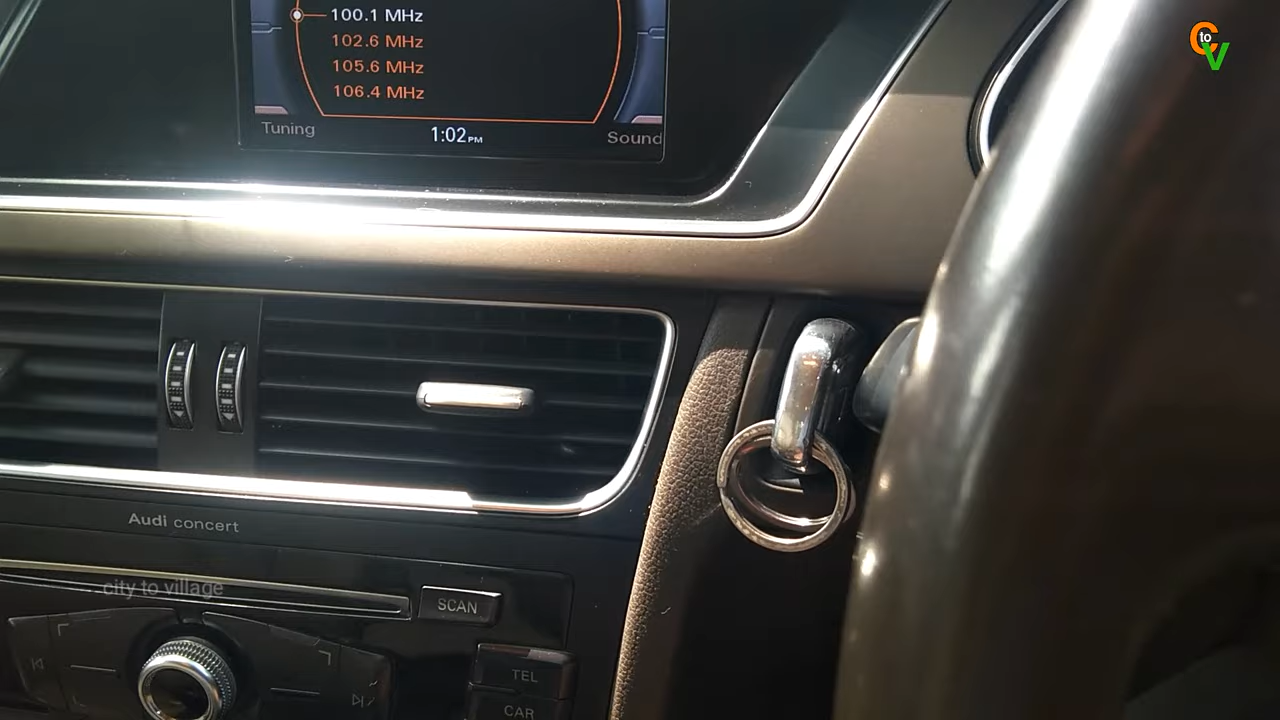 100.1 MHz
102.6 MHz
105.6 MHz
106.4 MHz
Tuning
1:02PM
Sound
C to V
Audi concert
city to village
SCAN
TEL
CAR